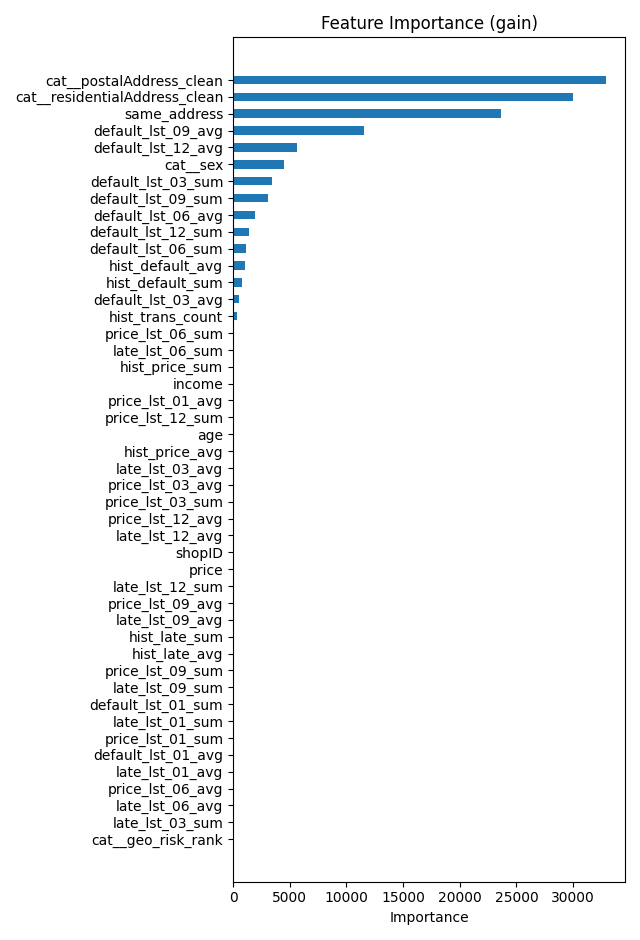 Feature Importance (gain)
cat__postalAddress_clean
cat__residentialAddress_clean
same_address
default_lst_09_avg
default_lst_12_avg
cat__sex
default_lst_03_sum
default_lst_09_sum
default_lst_06_avg
default_lst_12_sum
default_lst_06_sum
hist_default_avg
hist_default_sum
default_lst_03_avg
hist_trans_count
price_lst_06_sum
late_lst_06_sum
hist_price_sum
income
price_lst_01_avg
price_lst_12_sum
age
hist_price_avg
late_lst_03_avg
price_lst_03_avg
price_lst_03_sum
price_lst_12_avg
late_lst_12_avg
shopID
price
late_lst_12_sum
price_lst_09_avg
late_lst_09_avg
hist_late_sum
hist_late_avg
price_lst_09_sum
late_lst_09_sum
default_lst_01_sum
late_lst_01_sum
price_lst_01_sum
default_lst_01_avg
late_lst_01_avg
price_lst_06_avg
late_lst_06_avg
late_lst_03_sum
cat__geo_risk_rank
0 5000 10000 15000 20000 25000 30000
Importance